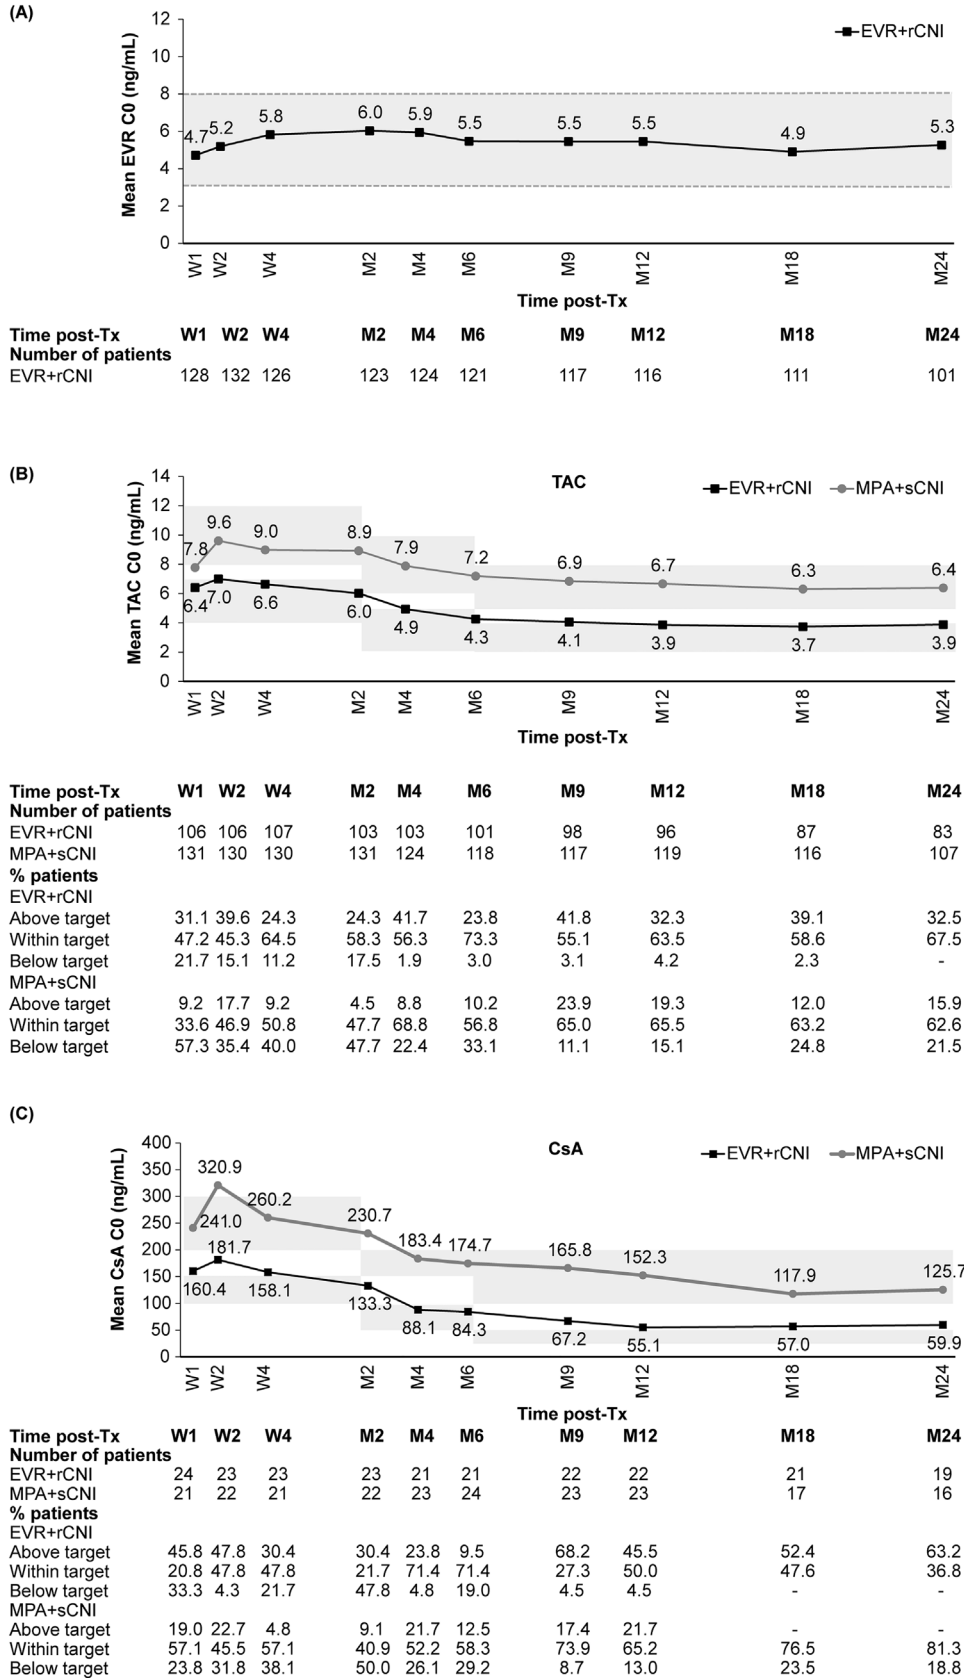 (A)
Mean EVR C0 (ng/mL)
12
10
8
6
4
2
0
EVR+rCNI
4.7 5.2 5.8 6.0 5.9 5.5 5.5 5.5 4.9 5.3
W1 W2 W4 M2 M4 M6 M9 M12 M18 M24
Time post-Tx
Time post-Tx W1 W2 W4 M2 M4 M6 M9 M12 M18 M24
Number of patients
EVR+rCNI 128 132 126 123 124 121 117 116 111 101
(B)
Mean TAC C0 (ng/mL)
14
12
10
8
6
4
2
0
TAC
EVR+rCNI MPA+sCNI
7.8 9.6 9.0 8.9 7.9 7.2 6.9 6.7 6.3 6.4
6.4 7.0 6.6 6.0 4.9 4.3 4.1 3.9 3.7 3.9
W1 W2 W4 M2 M4 M6 M9 M12 M18 M24
Time post-Tx
Time post-Tx W1 W2 W4 M2 M4 M6 M9 M12 M18 M24
Number of patients
EVR+rCNI 106 106 107 103 103 101 98 96 87 83
MPA+sCNI 131 130 130 131 124 118 117 119 116 107
% patients
EVR+rCNI
Above target 31.1 39.6 24.3 24.3 41.7 23.8 41.8 32.3 39.1 32.5
Within target 47.2 45.3 64.5 58.3 56.3 73.3 55.1 63.5 58.6 67.5
Below target 21.7 15.1 11.2 17.5 1.9 3.0 3.1 4.2 2.3 -
MPA+sCNI
Above target 9.2 17.7 9.2 4.5 8.8 10.2 23.9 19.3 12.0 15.9
Within target 33.6 46.9 50.8 47.7 68.8 56.8 65.0 65.5 63.2 62.6
Below target 57.3 35.4 40.0 47.7 22.4 33.1 11.1 15.1 24.8 21.5
(C)
Mean CsA C0 (ng/mL)
400
350
300
250
200
150
100
50
0
CsA
EVR+rCNI MPA+sCNI
241.0 320.9 260.2 230.7 183.4 174.7 165.8 152.3 117.9 125.7
160.4 181.7 158.1 133.3 88.1 84.3 67.2 55.1 57.0 59.9
W1 W2 W4 M2 M4 M6 M9 M12 M18 M24
Time post-Tx
Time post-Tx W1 W2 W4 M2 M4 M6 M9 M12 M18 M24
Number of patients
EVR+rCNI 24 23 23 23 21 21 22 22 21 19
MPA+sCNI 21 22 21 22 23 24 23 23 17 16
% patients
EVR+rCNI
Above target 45.8 47.8 30.4 30.4 23.8 9.5 68.2 45.5 52.4 63.2
Within target 20.8 47.8 47.8 21.7 71.4 71.4 27.3 50.0 47.6 36.8
Below target 33.3 4.3 21.7 47.8 4.8 19.0 4.5 4.5 - -
MPA+sCNI
Above target 19.0 22.7 4.8 9.1 21.7 12.5 17.4 21.7 - -
Within target 57.1 45.5 57.1 40.9 52.2 58.3 73.9 65.2 76.5 81.3
Below target 23.8 31.8 38.1 50.0 26.1 29.2 8.7 13.0 23.5 18.8